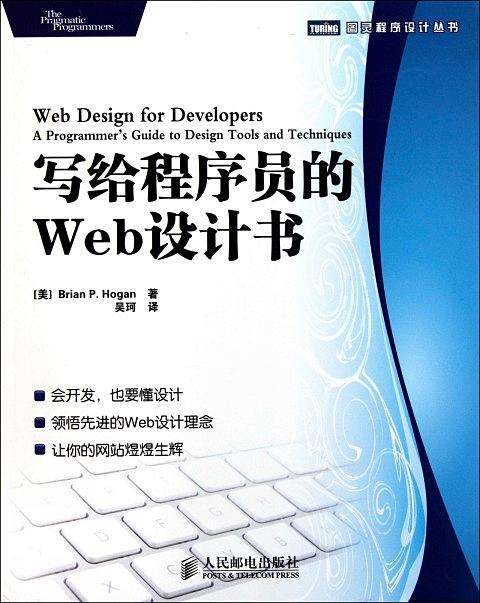 The
Pragmatic
Programmers
TURING 图灵程序设计丛书
Web Design for Developers
A Programmer's Guide to Design Tools and Techniques
写给程序员的
Web设计书
[美] Brian P. Hogan 著
吴珂 译
会开发，也要懂设计
领悟先进的Web设计理念
让你的网站煜煜生辉
人民邮电出版社
POSTS & TELECOM PRESS